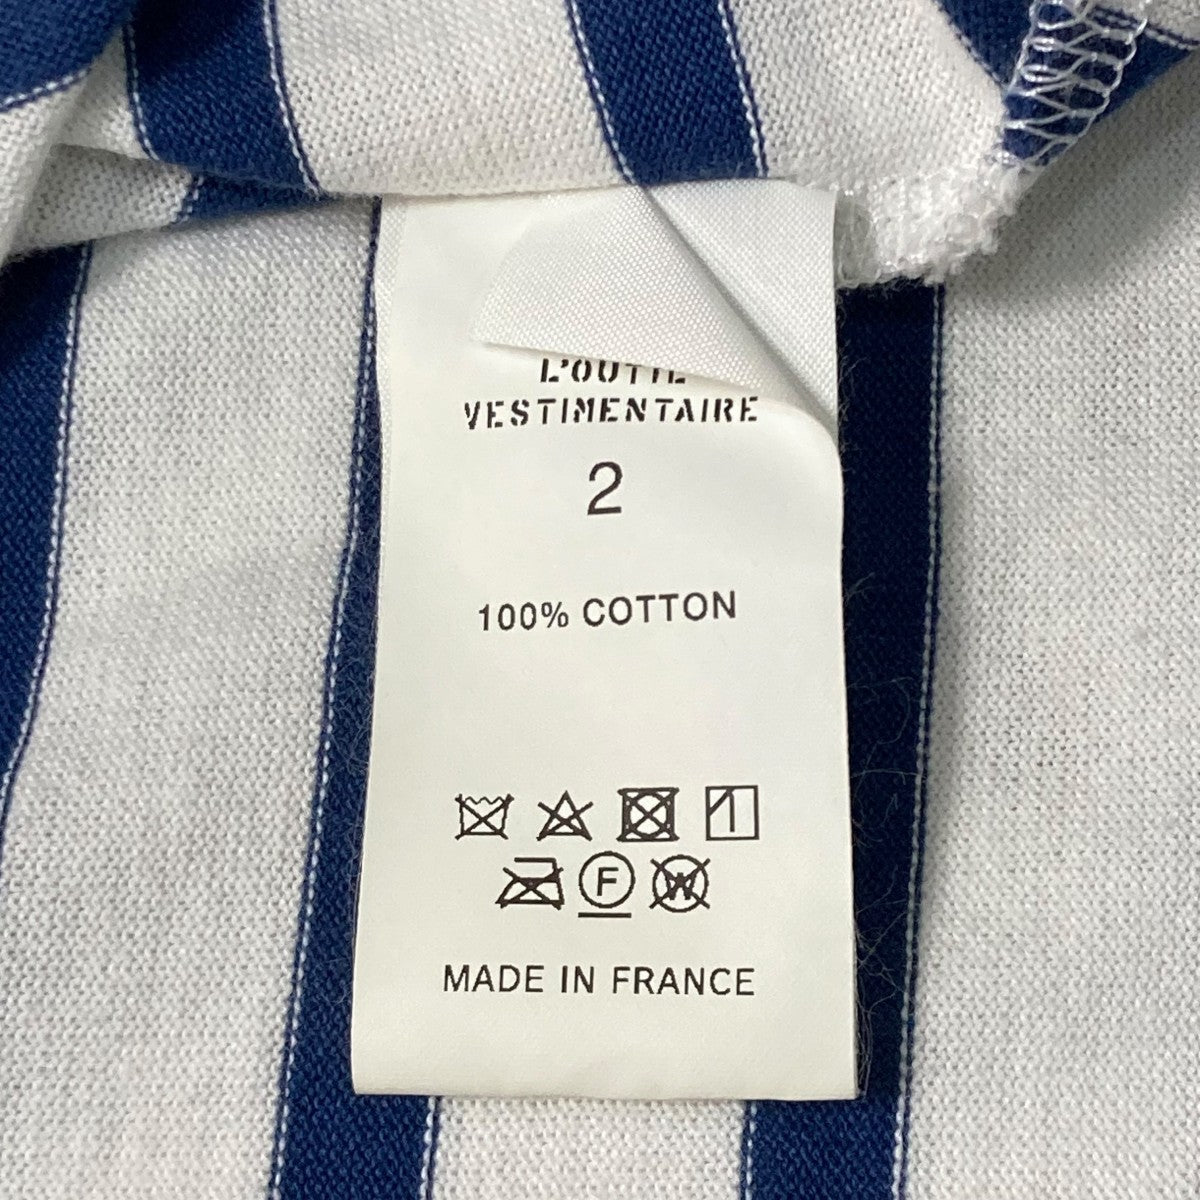 L'OUTIL
VESTIMENTAIRE
2
100% COTTON
F W
MADE IN FRANCE